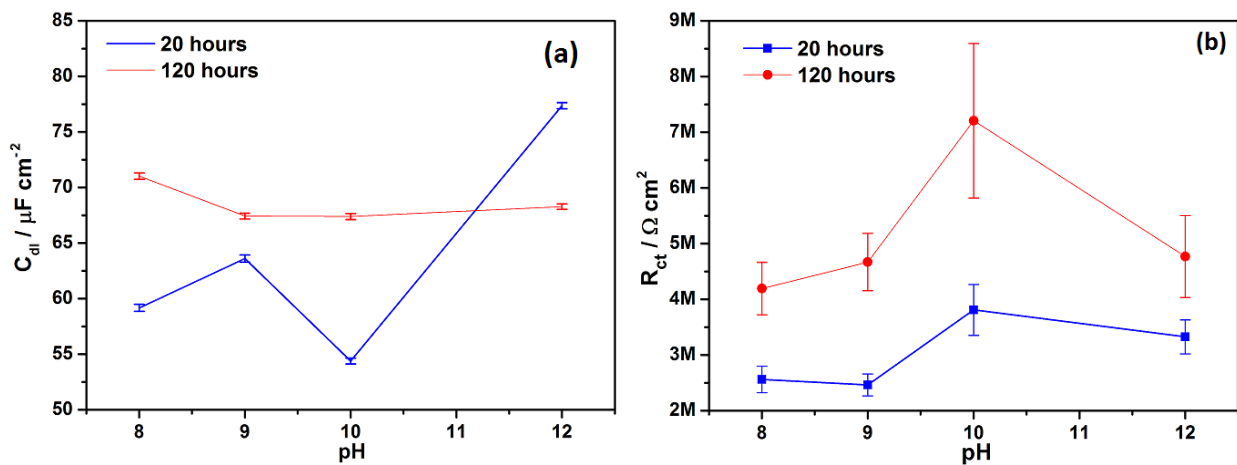 (a)
20 hours
120 hours
85
80
75
70
65
60
55
50
C_dl / μF cm⁻²
8 9 10 11 12
pH
(b)
20 hours
120 hours
9M
8M
7M
6M
5M
4M
3M
2M
R_ct / Ω cm²
8 9 10 11 12
pH